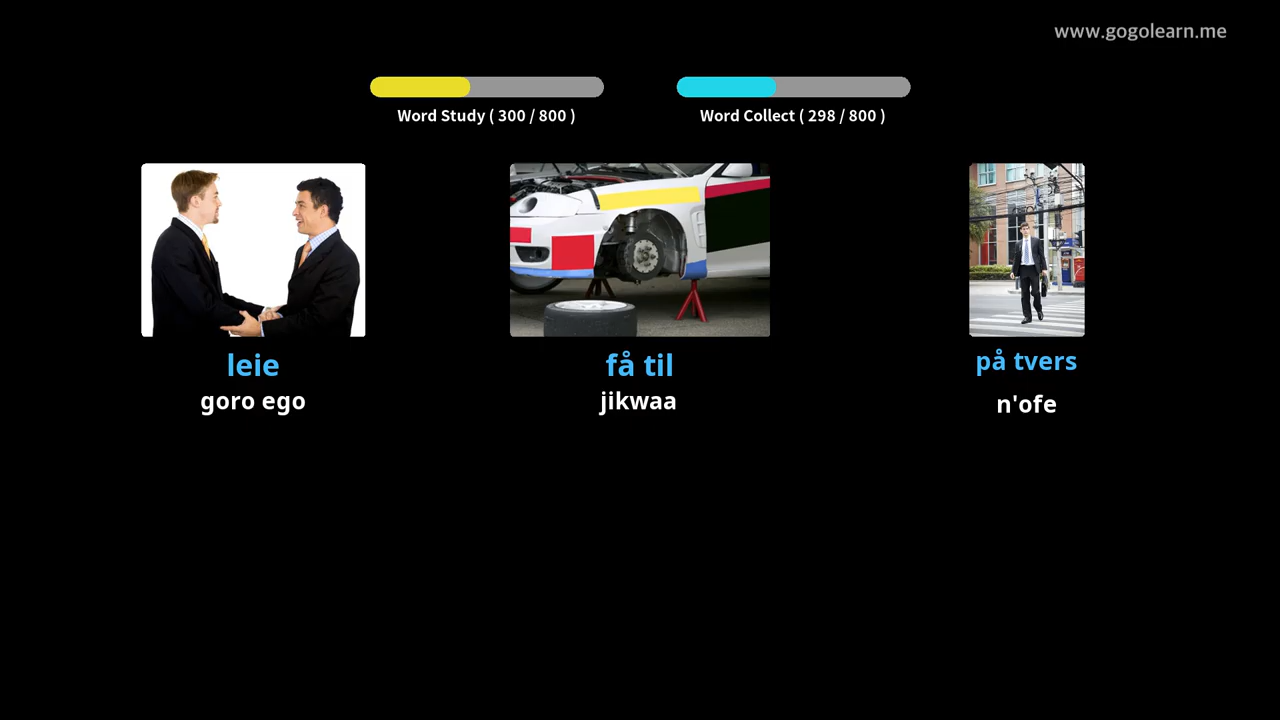 www.gogolearn.me
Word Study ( 300 / 800 )
Word Collect ( 298 / 800 )
leie
få til
på tvers
goro ego
jikwaa
n'ofe